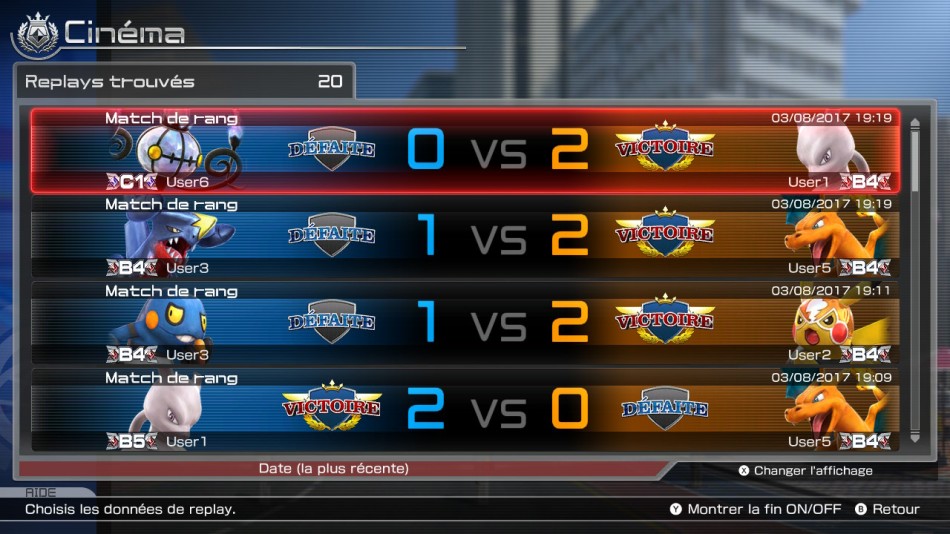 Cinéma
Replays trouvés 20
Match de rang 03/08/2017 19:19
DÉFAITE 0 VS 2 VICTOIRE
C1 User6 User1 B4
Match de rang 03/08/2017 19:19
DÉFAITE 1 VS 2 VICTOIRE
B4 User3 User5 B4
Match de rang 03/08/2017 19:11
DÉFAITE 1 VS 2 VICTOIRE
B4 User3 User2 B4
Match de rang 03/08/2017 19:09
VICTOIRE 2 VS 0 DÉFAITE
B5 User1 User5 B4
Date (la plus récente) X Changer l'affichage
AIDE
Choisis les données de replay. Y Montrer la fin ON/OFF B Retour